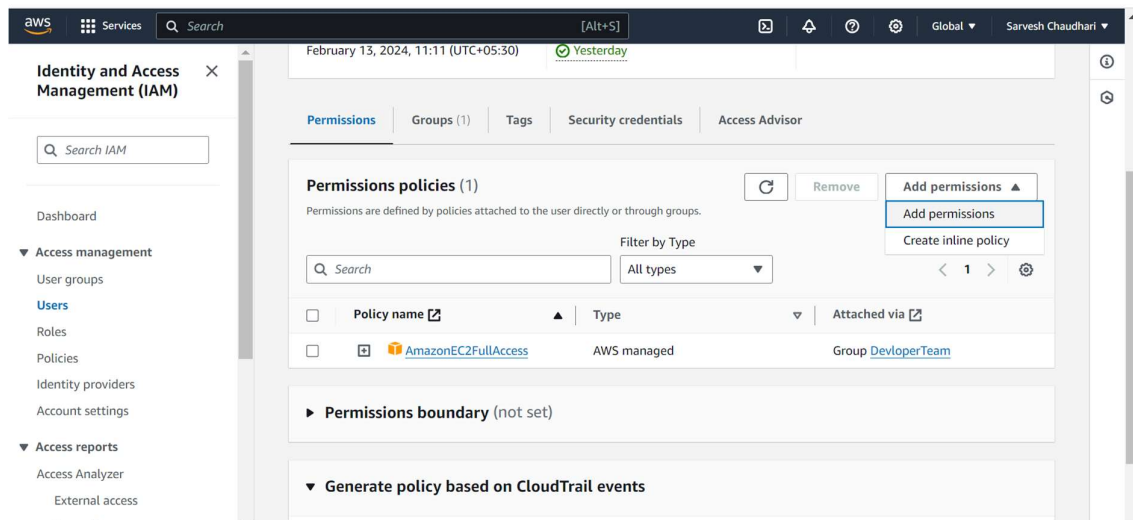 aws Services Search [Alt+S] Global Sarvesh Chaudhari
Identity and Access
Management (IAM)
Search IAM
Dashboard
Access management
User groups
Users
Roles
Policies
Identity providers
Account settings
Access reports
Access Analyzer
External access
February 13, 2024, 11:11 (UTC+05:30) Yesterday
Permissions Groups (1) Tags Security credentials Access Advisor
Permissions policies (1) Remove Add permissions
Permissions are defined by policies attached to the user directly or through groups.
Add permissions
Create inline policy
Filter by Type
Search All types 1
Policy name Type Attached via
AmazonEC2FullAccess AWS managed Group DevloperTeam
Permissions boundary (not set)
Generate policy based on CloudTrail events